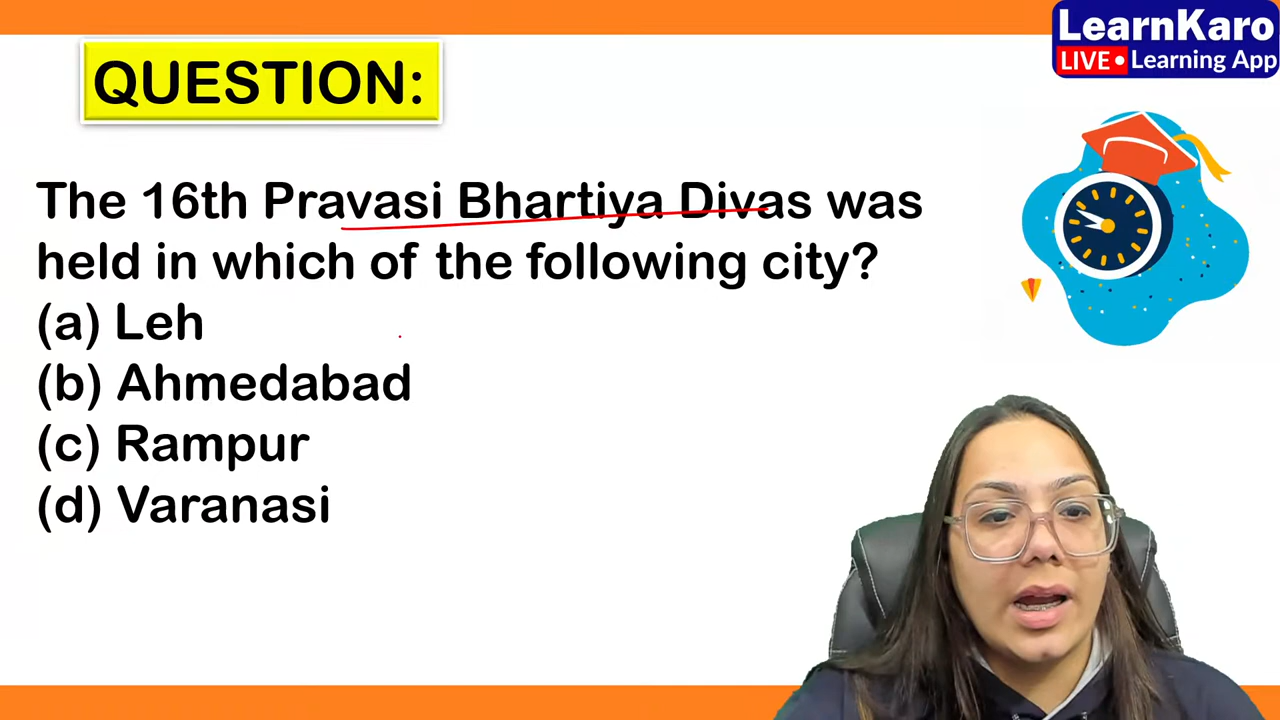 LearnKaro
LIVE• Learning App
QUESTION:
The 16th Pravasi Bhartiya Divas was
held in which of the following city?
(a) Leh
(b) Ahmedabad
(c) Rampur
(d) Varanasi